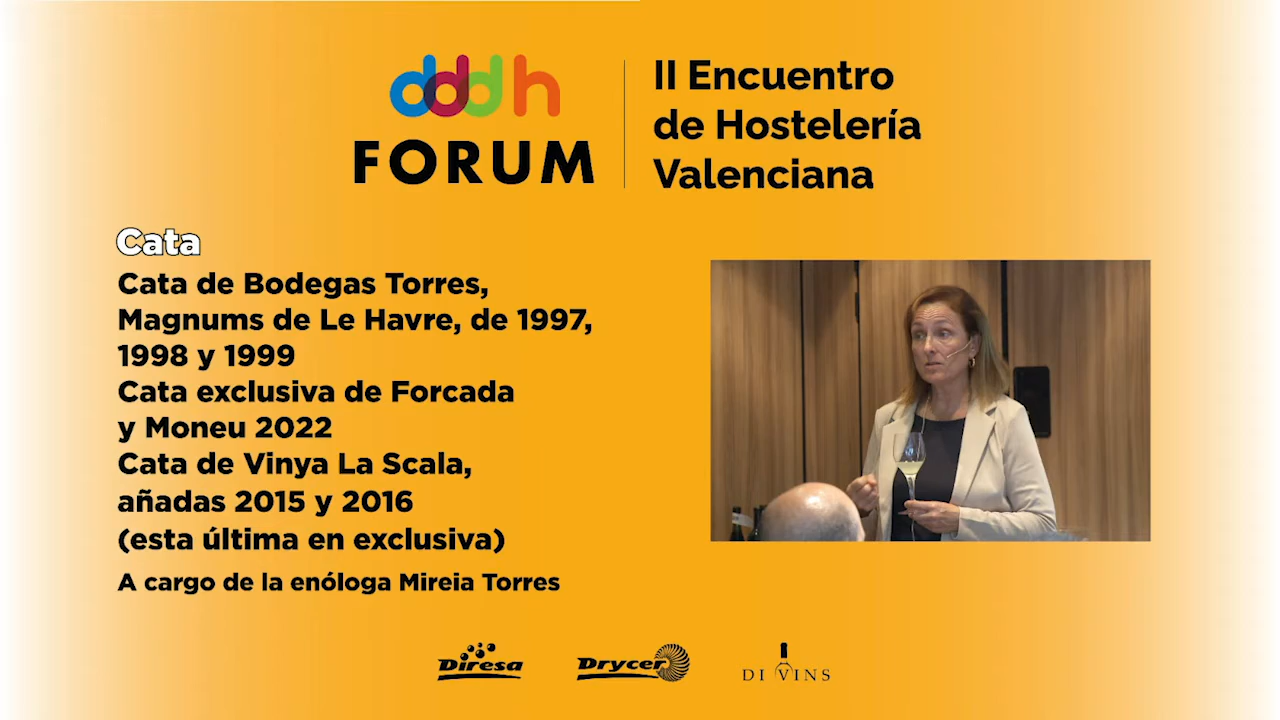 dddh
FORUM
II Encuentro
de Hostelería
Valenciana
Cata
Cata de Bodegas Torres,
Magnums de Le Havre, de 1997,
1998 y 1999
Cata exclusiva de Forcada
y Moneu 2022
Cata de Vinya La Scala,
añadas 2015 y 2016
(esta última en exclusiva)
A cargo de la enóloga Mireia Torres
Diresa
Drycer
DI VINS